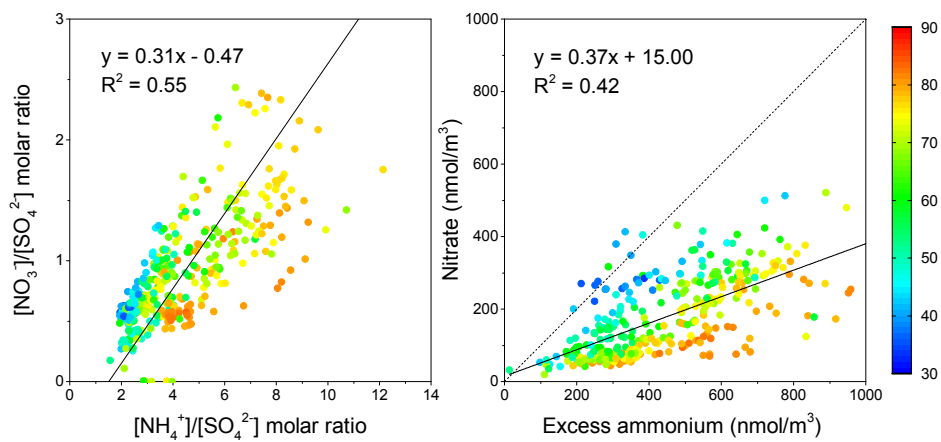 3
2
1
0
0 2 4 6 8 10 12 14
y = 0.31x - 0.47
R² = 0.55
[NO₃⁻]/[SO₄²⁻] molar ratio
[NH₄⁺]/[SO₄²⁻] molar ratio
1000
800
600
400
200
0
0 200 400 600 800 1000
y = 0.37x + 15.00
R² = 0.42
Nitrate (nmol/m³)
Excess ammonium (nmol/m³)
90
80
70
60
50
40
30